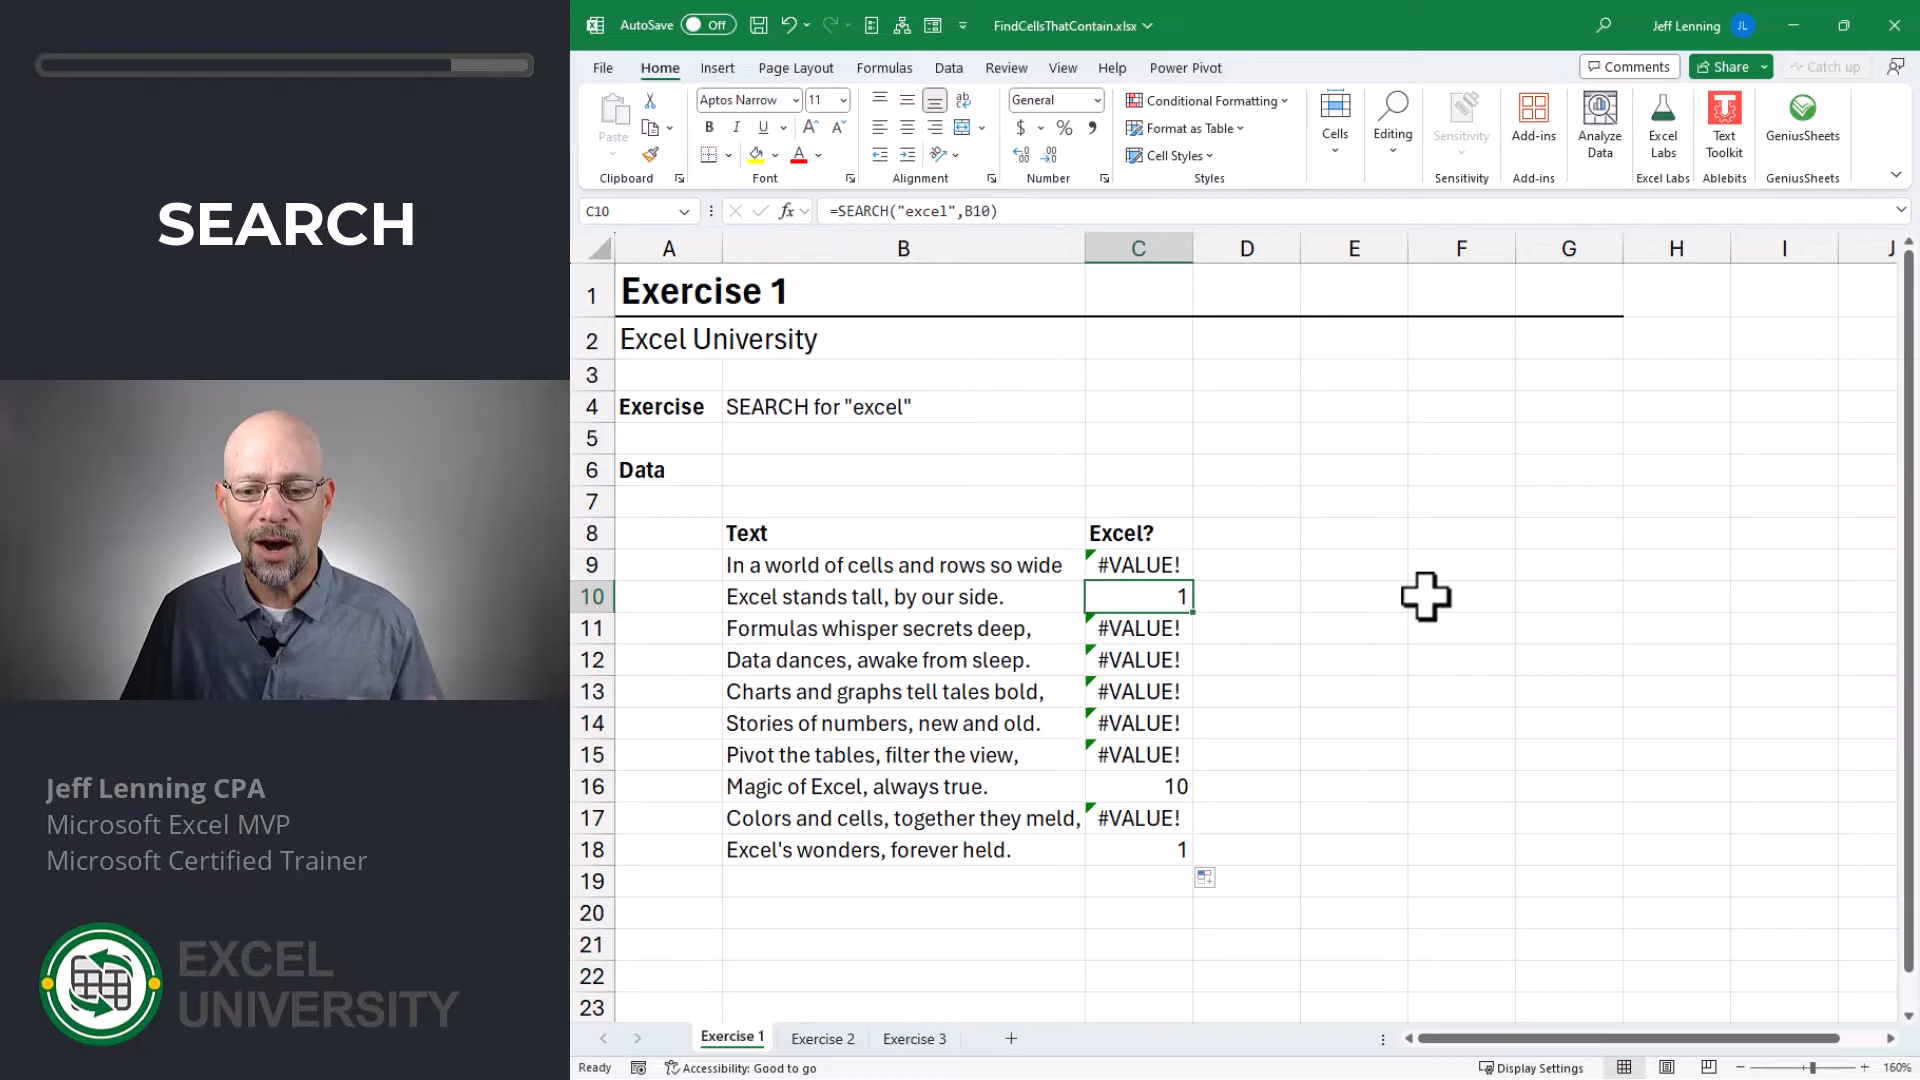 SEARCH
Jeff Lenning CPA
Microsoft Excel MVP
Microsoft Certified Trainer
EXCEL
UNIVERSITY
AutoSave Off FindCellsThatContain.xlsx Jeff Lenning JL
File Home Insert Page Layout Formulas Data Review View Help Power Pivot Comments Share Catch up
Paste Aptos Narrow 11 General Conditional Formatting Format as Table Cell Styles Cells Editing Sensitivity Add-ins Analyze Data Excel Labs Text Toolkit GeniusSheets
Clipboard Font Alignment Number Styles Sensitivity Add-ins Excel Labs Ablebits GeniusSheets
C10 fx =SEARCH("excel",B10)
A B C D E F G H I J
1 Exercise 1
2 Excel University
3
4 Exercise SEARCH for "excel"
5
6 Data
7
8 Text Excel?
9 In a world of cells and rows so wide #VALUE!
10 Excel stands tall, by our side. 1
11 Formulas whisper secrets deep, #VALUE!
12 Data dances, awake from sleep. #VALUE!
13 Charts and graphs tell tales bold, #VALUE!
14 Stories of numbers, new and old. #VALUE!
15 Pivot the tables, filter the view, #VALUE!
16 Magic of Excel, always true. 10
17 Colors and cells, together they meld, #VALUE!
18 Excel's wonders, forever held. 1
19
20
21
22
23
Exercise 1 Exercise 2 Exercise 3
Ready Accessibility: Good to go Display Settings 160%